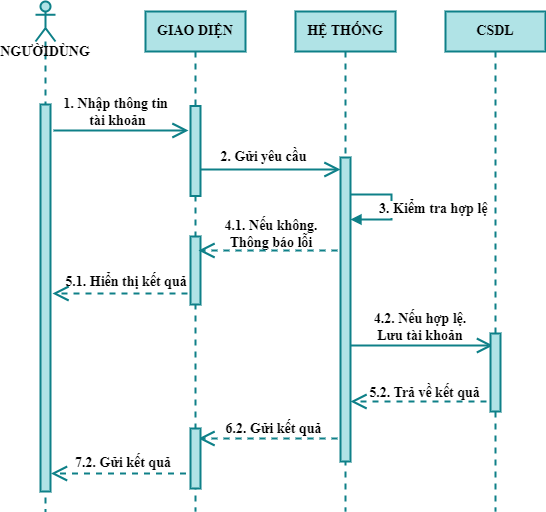 NGƯỜIDÙNG
GIAO DIỆN
HỆ THỐNG
CSDL
1. Nhập thông tin
tài khoản
2. Gửi yêu cầu
3. Kiểm tra hợp lệ
4.1. Nếu không.
Thông báo lỗi
5.1. Hiển thị kết quả
4.2. Nếu hợp lệ.
Lưu tài khoản
5.2. Trả về kết quả
6.2. Gửi kết quả
7.2. Gửi kết quả